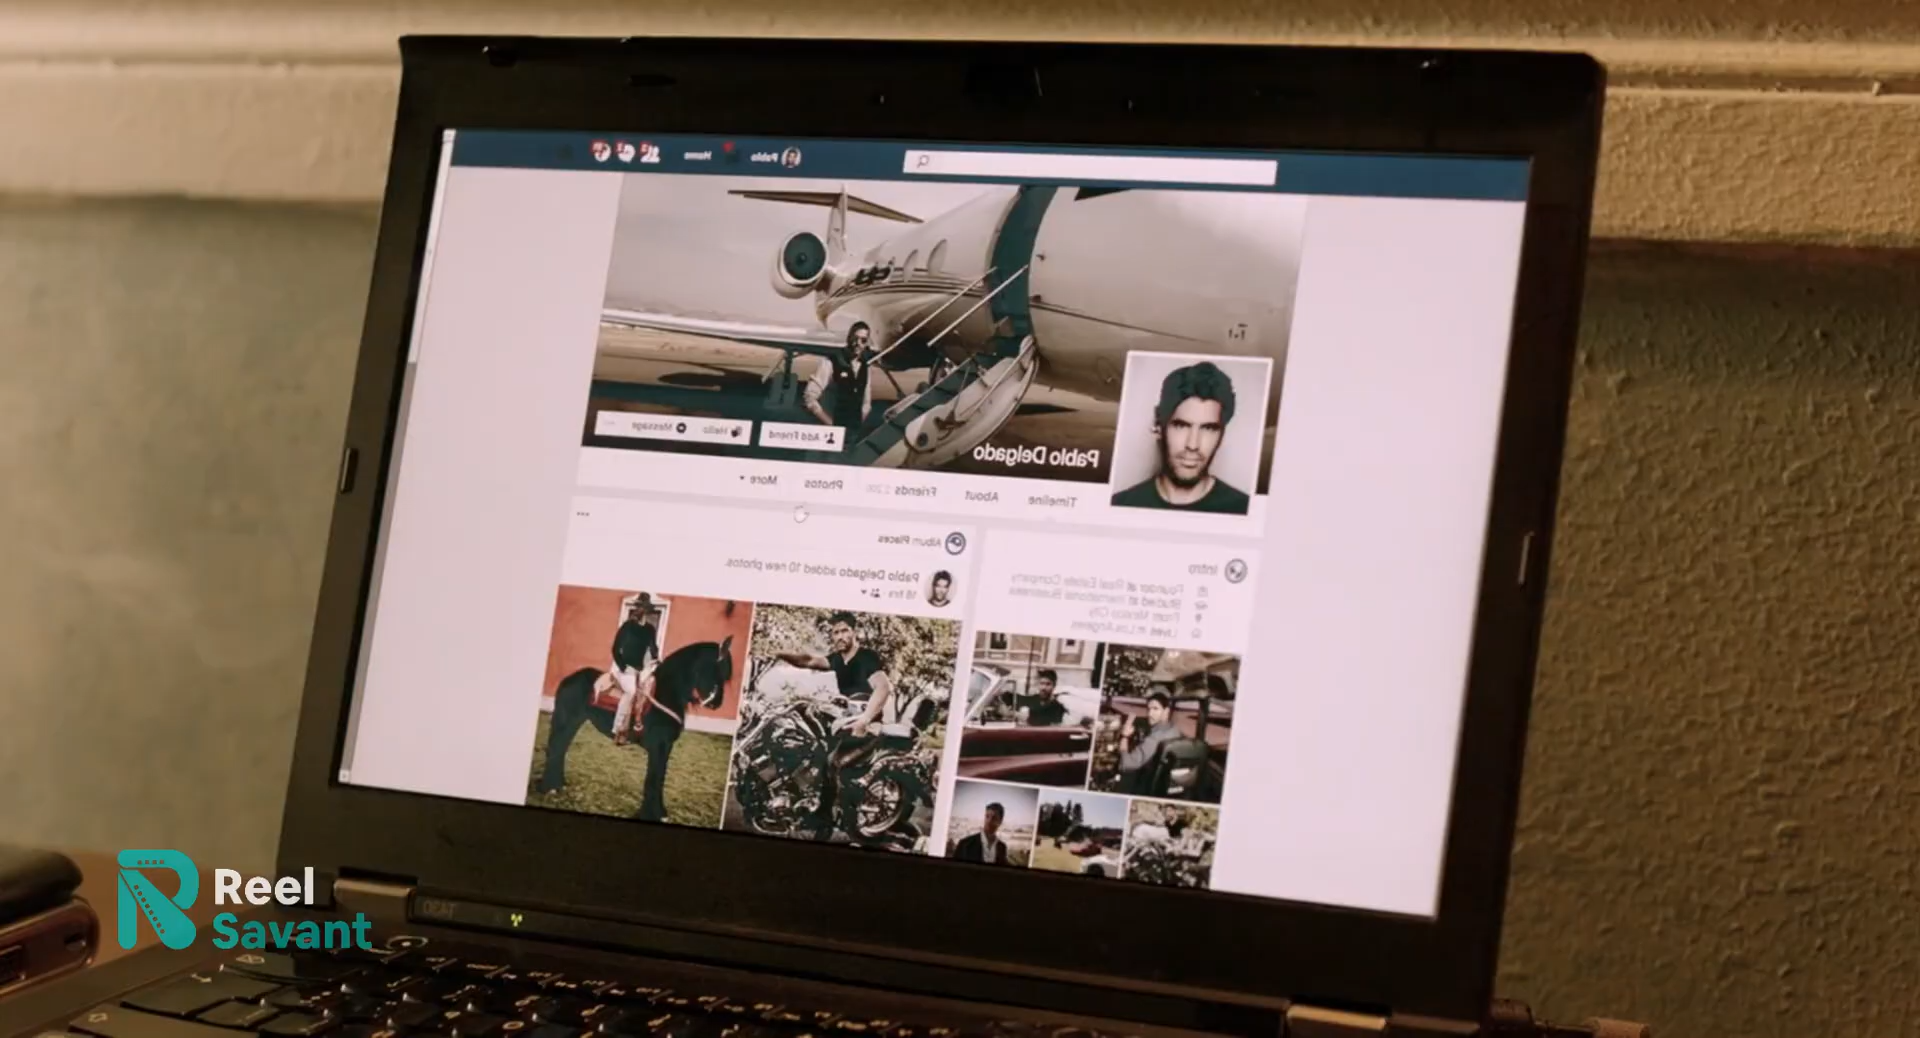 Pablo
Home
Pablo Delgado
Add Friend
Hello
Message
Timeline
About
Friends
Photos
More
Intro
Founder at Real Estate Company
Studied at International Business
From Mexico City
Lives in Los Angeles
Album Places
Pablo Delgado added 10 new photos.
18 hrs
T430
Reel
Savant